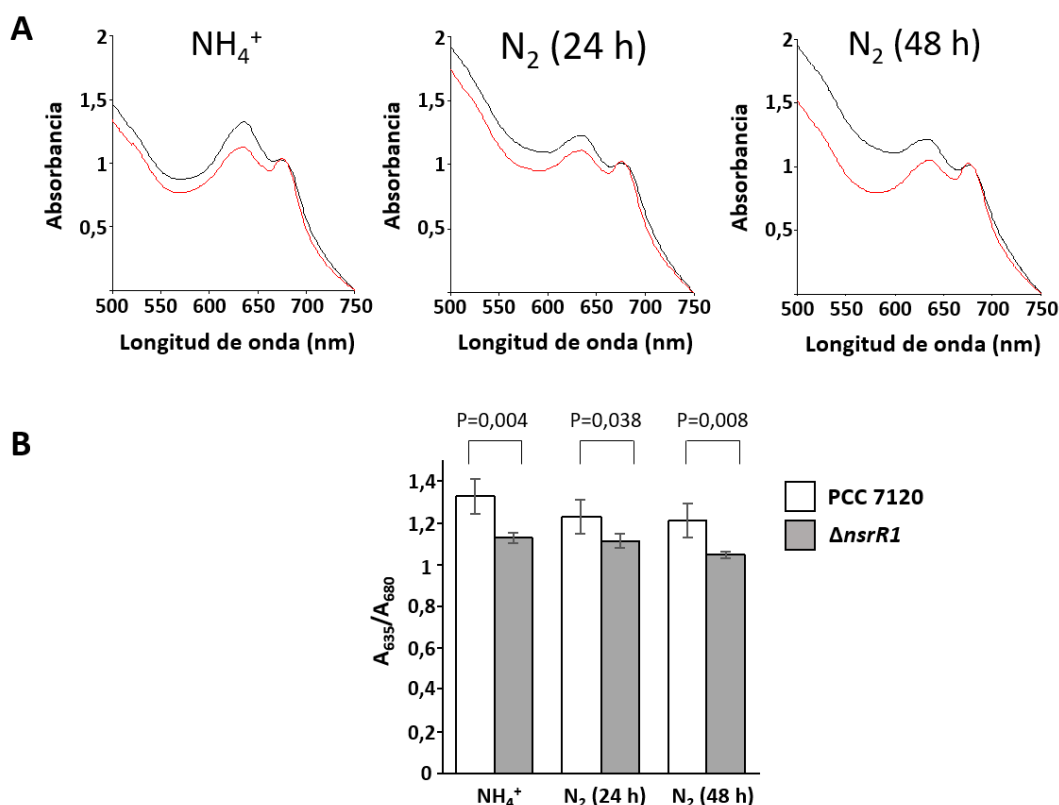 A
NH₄⁺
N₂ (24 h)
N₂ (48 h)
Absorbancia
2
1,5
1
0,5
500 550 600 650 700 750
Longitud de onda (nm)
Absorbancia
2
1,5
1
0,5
500 550 600 650 700 750
Longitud de onda (nm)
Absorbancia
2
1,5
1
0,5
500 550 600 650 700 750
Longitud de onda (nm)
B
P=0,004
P=0,038
P=0,008
A₆₃₅/A₆₈₀
1,4
1,2
1
0,8
0,6
0,4
0,2
0
NH₄⁺
N₂ (24 h)
N₂ (48 h)
PCC 7120
ΔnsrR1